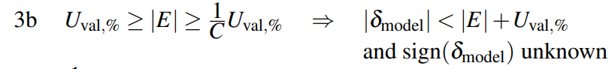 3b U_val,% ≥ |E| ≥ 1/C U_val,% ⇒ |δ_model| < |E| + U_val,%
and sign(δ_model) unknown